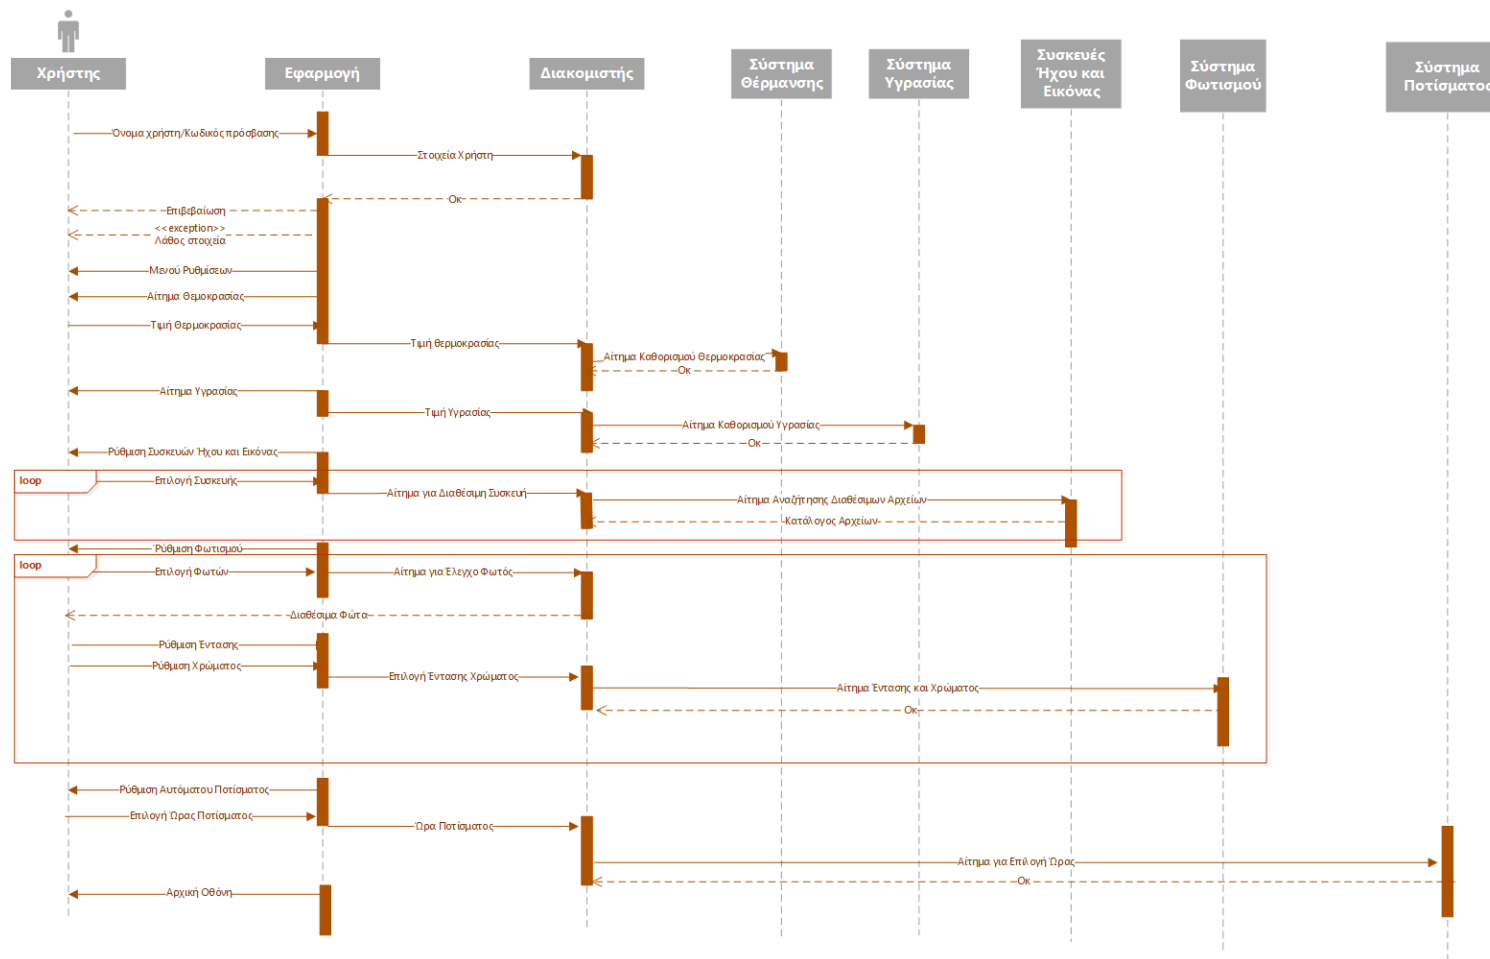 Χρήστης
Εφαρμογή
Διακομιστής
Σύστημα
Θέρμανσης
Σύστημα
Υγρασίας
Συσκευές
Ήχου και
Εικόνας
Σύστημα
Φωτισμού
Σύστημα
Ποτίσματος
Όνομα χρήστη/Κωδικός πρόσβασης
Στοιχεία Χρήστη
Οκ
Επιβεβαίωση
<<exception>>
Λάθος στοιχεία
Μενού Ρυθμίσεων
Αίτημα Θεμοκρασίας
Τιμή Θερμοκρασίας
Τιμή θερμοκρασίας
Αίτημα Καθορισμού Θερμοκρασίας
Οκ
Αίτημα Υγρασίας
Τιμή Υγρασίας
Αίτημα Καθορισμού Υγρασίας
Οκ
Ρύθμιση Συσκευών Ήχου και Εικόνας
loop
Επιλογή Συσκευής
Αίτημα για Διαθέσιμη Συσκευή
Αίτημα Αναζήτησης Διαθέσιμων Αρχείων
Κατάλογος Αρχείων
Ρύθμιση Φωτισμού
loop
Επιλογή Φωτών
Αίτημα για Έλεγχο Φωτός
Διαθέσιμα Φώτα
Ρύθμιση Έντασης
Ρύθμιση Χρώματος
Επιλογή Έντασης Χρώματος
Αίτημα Έντασης και Χρώματος
Οκ
Ρύθμιση Αυτόματου Ποτίσματος
Επιλογή Ώρας Ποτίσματος
Ώρα Ποτίσματος
Αίτημα για Επιλογή Ώρας
Οκ
Αρχική Οθόνη